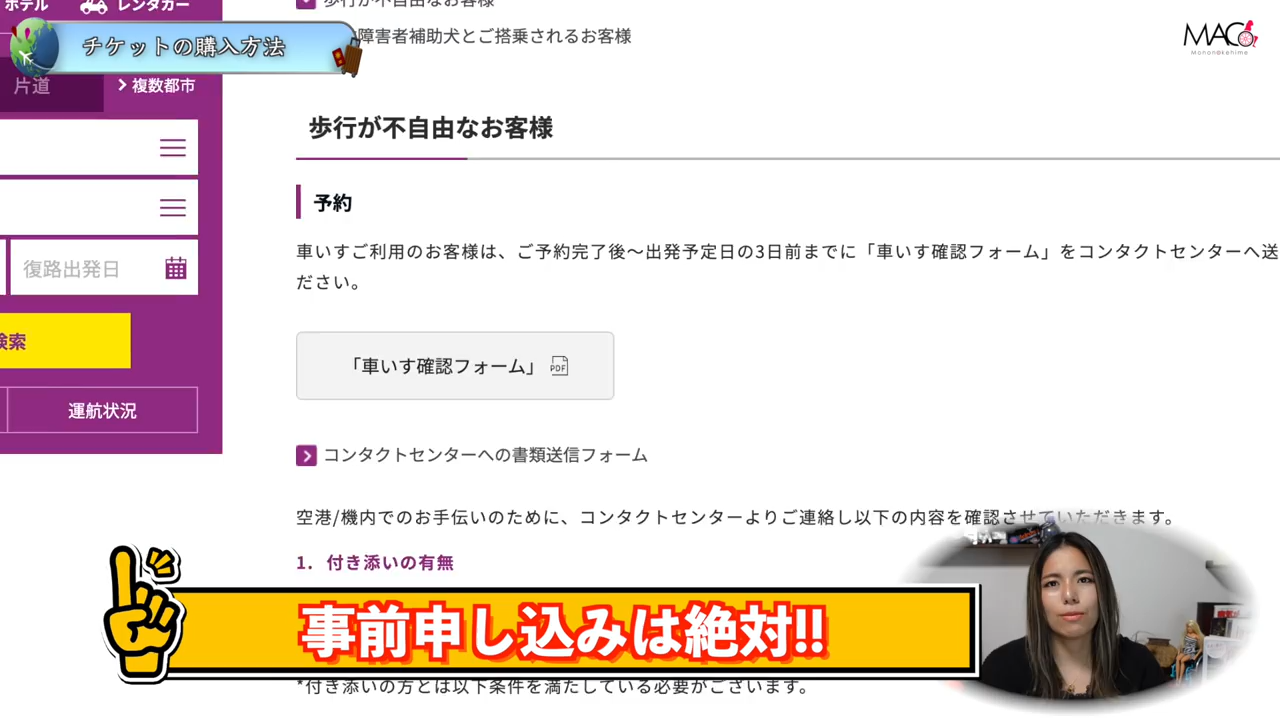 ホテル
レンタカー
歩行が不自由なお客様
チケットの購入方法
障害者補助犬とご搭乗されるお客様
MACo
Mononokehime
片道
複数都市
歩行が不自由なお客様
予約
車いすご利用のお客様は、ご予約完了後～出発予定日の3日前までに「車いす確認フォーム」をコンタクトセンターへ送
ださい。
復路出発日
検索
「車いす確認フォーム」
PDF
運航状況
コンタクトセンターへの書類送信フォーム
空港/機内でのお手伝いのために、コンタクトセンターよりご連絡し以下の内容を確認させていただきます。
1. 付き添いの有無
事前申し込みは絶対!!
*付き添いの方とは以下条件を満たしている必要がございます。